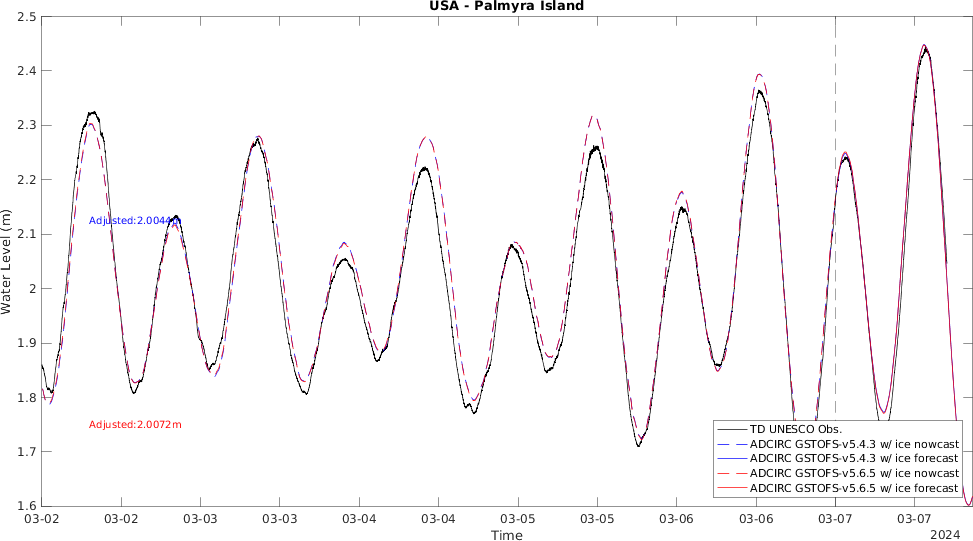 USA - Palmyra Island
2.5
2.4
2.3
2.2
2.1
2
1.9
1.8
1.7
1.6
Water Level (m)
Adjusted:2.0044m
Adjusted:2.0072m
TD UNESCO Obs.
ADCIRC GSTOFS-v5.4.3 w/ ice nowcast
ADCIRC GSTOFS-v5.4.3 w/ ice forecast
ADCIRC GSTOFS-v5.6.5 w/ ice nowcast
ADCIRC GSTOFS-v5.6.5 w/ ice forecast
03-02 03-02 03-03 03-03 03-04 03-04 03-05 03-05 03-06 03-06 03-07 03-07
Time
2024